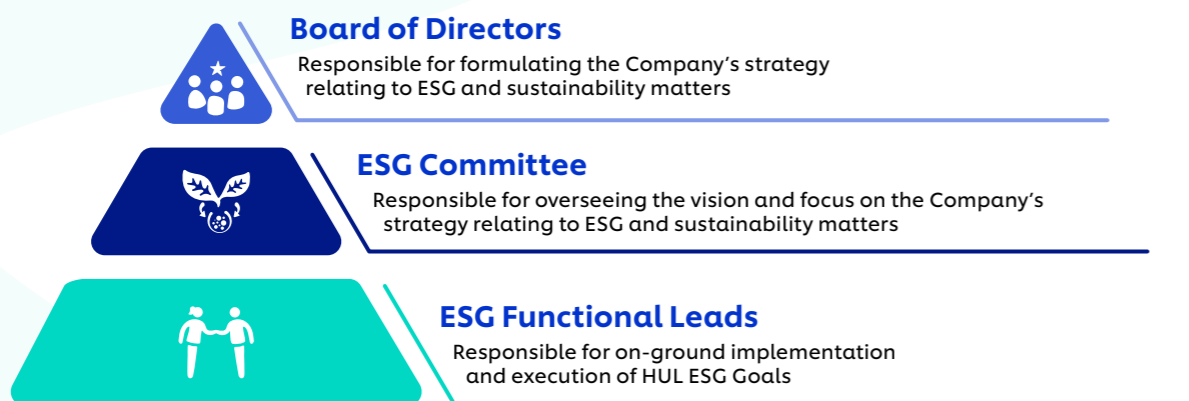 Board of Directors
Responsible for formulating the Company's strategy
relating to ESG and sustainability matters
ESG Committee
Responsible for overseeing the vision and focus on the Company's
strategy relating to ESG and sustainability matters
ESG Functional Leads
Responsible for on-ground implementation
and execution of HUL ESG Goals